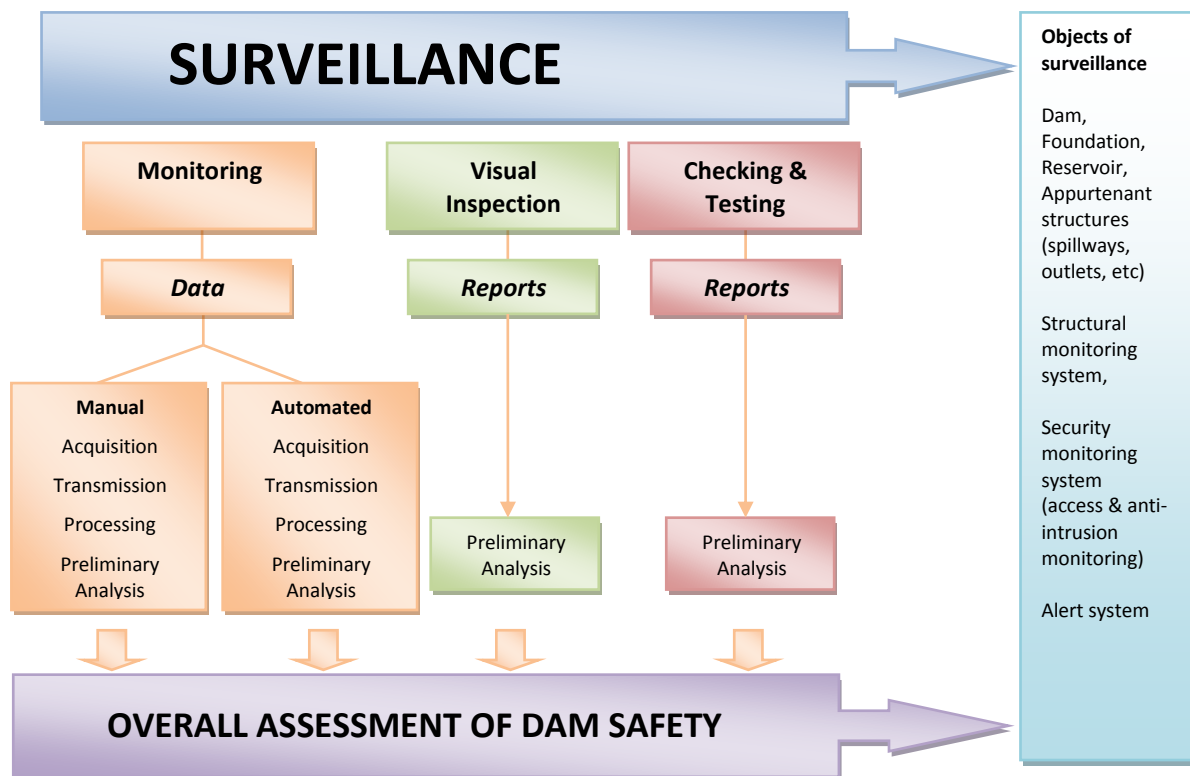 SURVEILLANCE
Monitoring
Data
Manual
Acquisition
Transmission
Processing
Preliminary
Analysis
Automated
Acquisition
Transmission
Processing
Preliminary
Analysis
Visual
Inspection
Reports
Preliminary
Analysis
Checking &
Testing
Reports
Preliminary
Analysis
OVERALL ASSESSMENT OF DAM SAFETY
Objects of
surveillance
Dam,
Foundation,
Reservoir,
Appurtenant
structures
(spillways,
outlets, etc)
Structural
monitoring
system,
Security
monitoring
system
(access & anti-
intrusion
monitoring)
Alert system